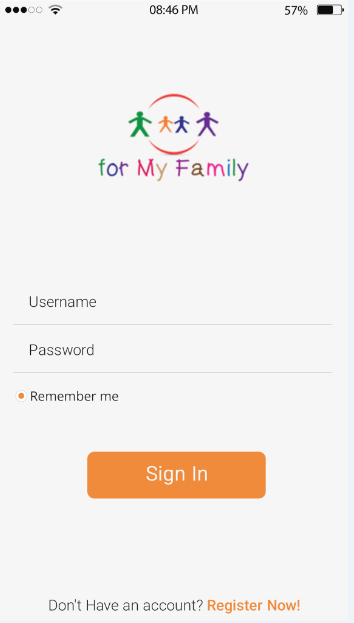 08:46 PM 57%
for My Family
Username
Password
Remember me
Sign In
Don't Have an account? Register Now!